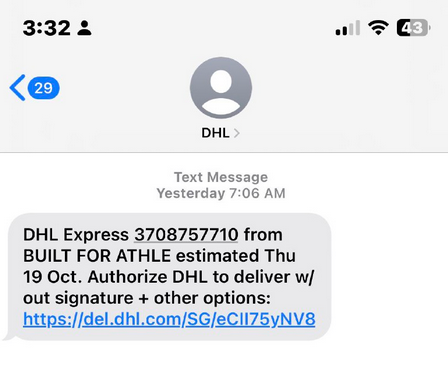 3:32
43
29
DHL >
Text Message
Yesterday 7:06 AM
DHL Express 3708757710 from
BUILT FOR ATHLE estimated Thu
19 Oct. Authorize DHL to deliver w/
out signature + other options:
https://del.dhl.com/SG/eCII75yNV8